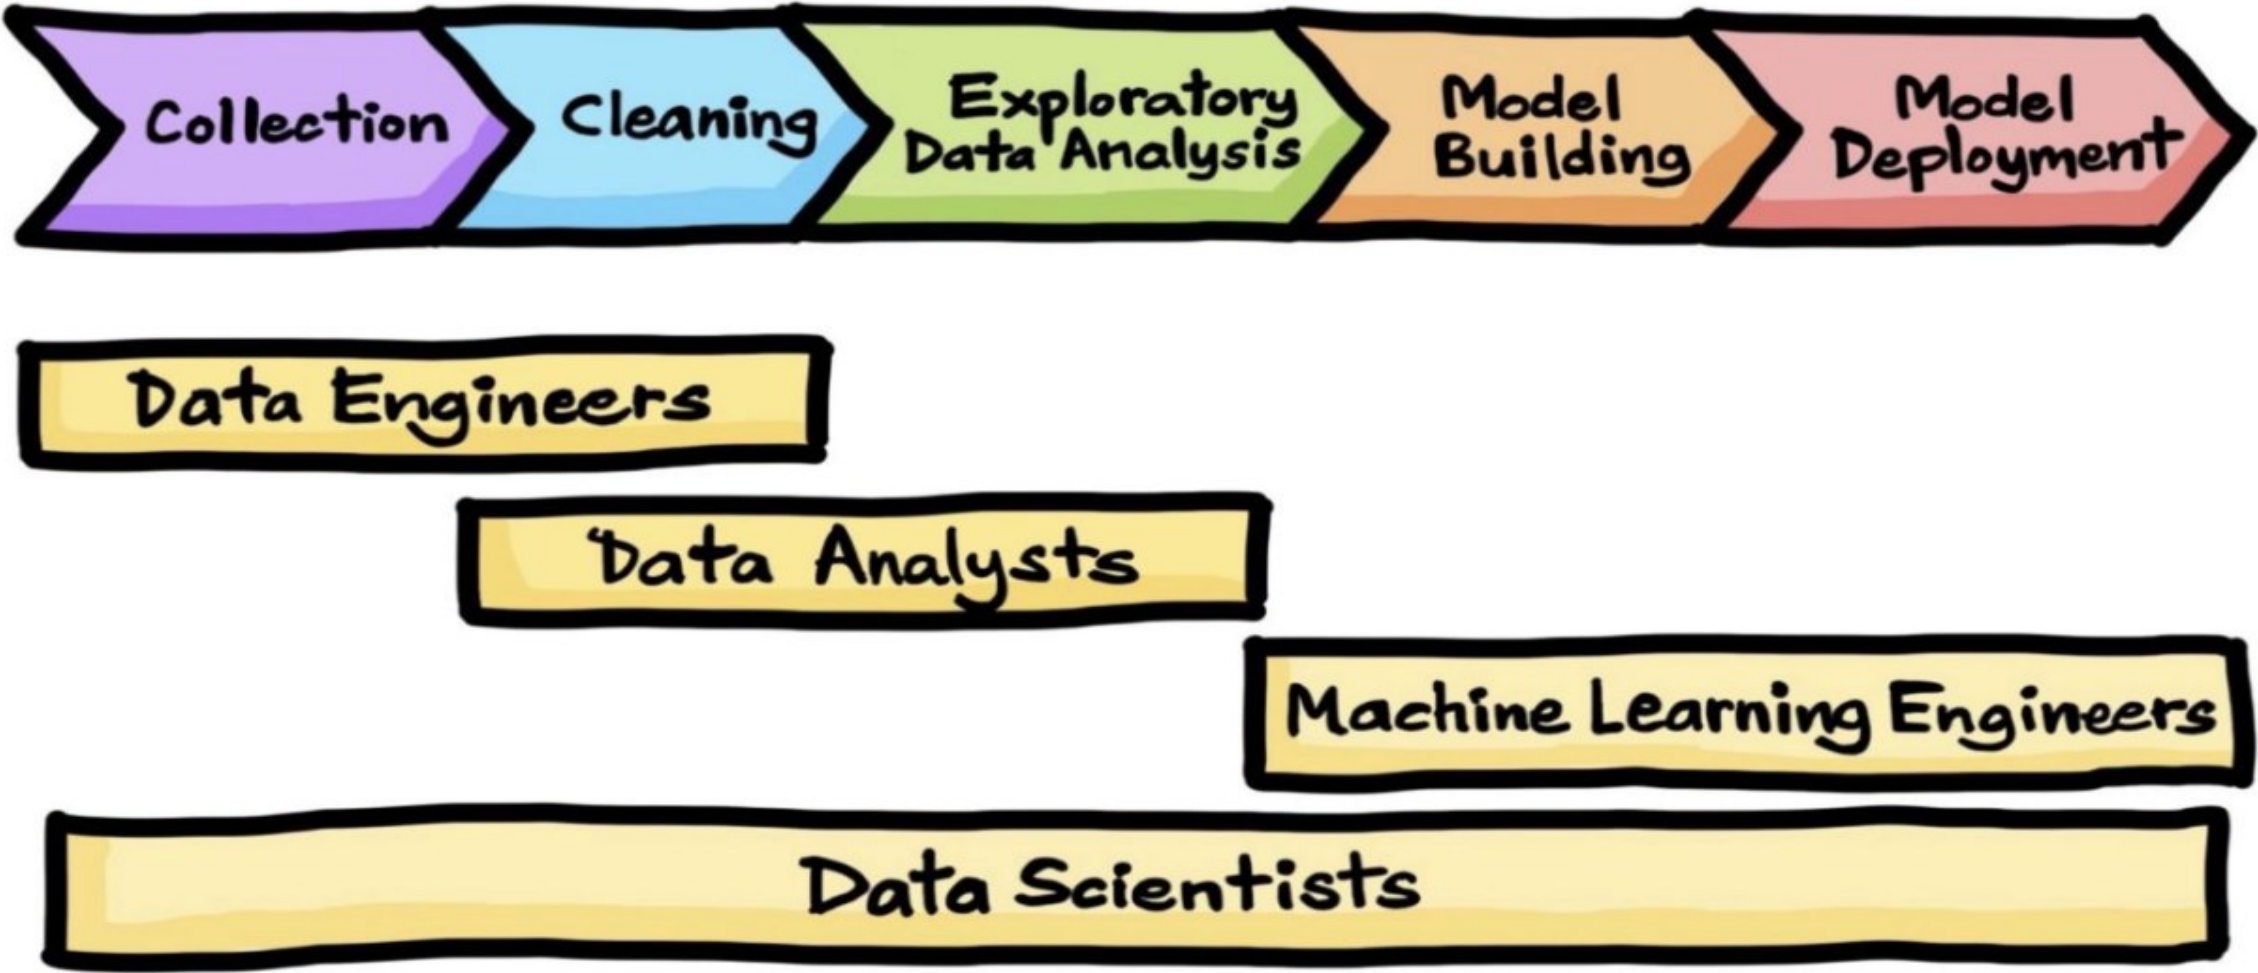 Collection
Cleaning
Exploratory
Data Analysis
Model
Building
Model
Deployment
Data Engineers
Data Analysts
Machine Learning Engineers
Data Scientists